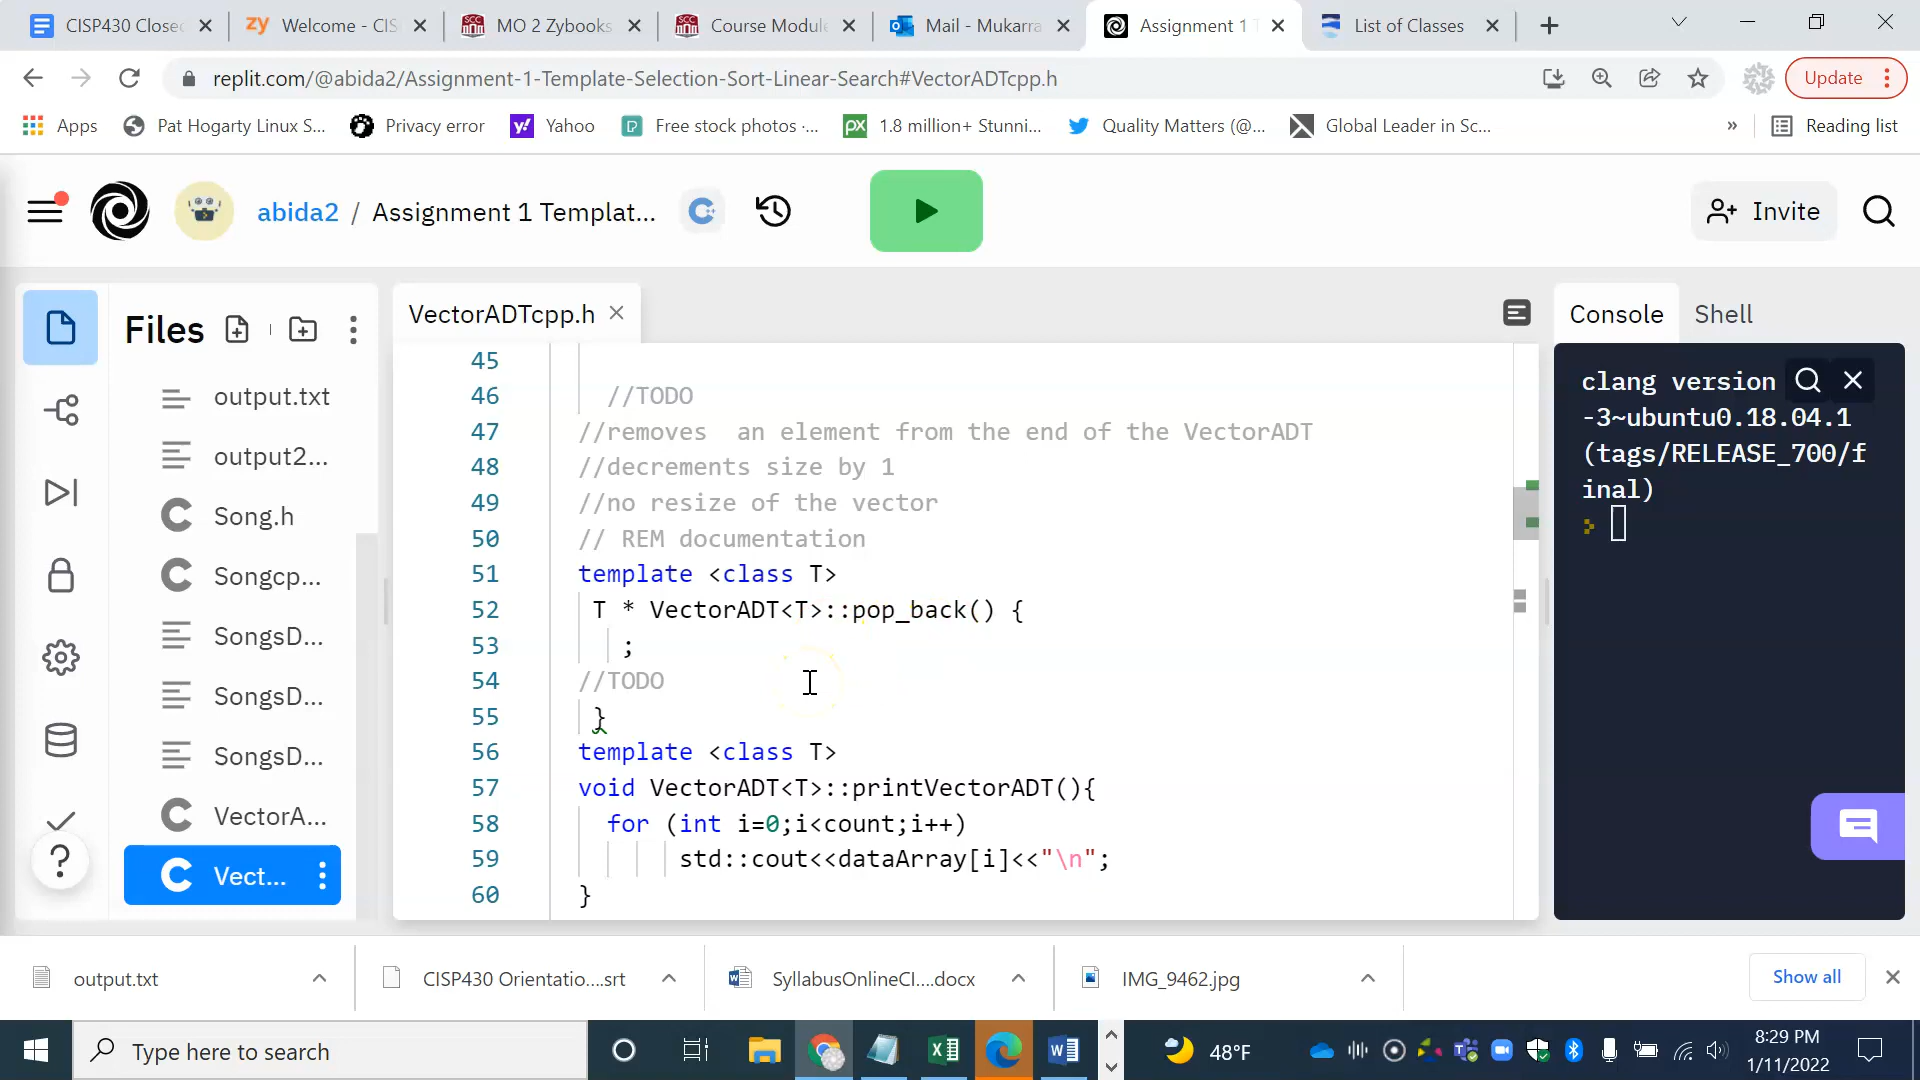 CISP430 Closed
Welcome - CIS
MO 2 Zybooks
Course Module
Mail - Mukarra
Assignment 1 T
List of Classes
replit.com/@abida2/Assignment-1-Template-Selection-Sort-Linear-Search#VectorADTcpp.h
Update
Apps
Pat Hogarty Linux S...
Privacy error
Yahoo
Free stock photos ·...
1.8 million+ Stunni...
Quality Matters (@...
Global Leader in Sc...
»
Reading list
abida2 / Assignment 1 Templat...
Invite
Files
output.txt
output2...
Song.h
Songcp...
SongsD...
SongsD...
SongsD...
VectorA...
Vect...
VectorADTcpp.h
45
46 //TODO
47 //removes  an element from the end of the VectorADT
48 //decrements size by 1
49 //no resize of the vector
50 // REM documentation
51 template <class T>
52 T * VectorADT<T>::pop_back() {
53 ;
54 //TODO
55 }
56 template <class T>
57 void VectorADT<T>::printVectorADT(){
58 for (int i=0;i<count;i++)
59 std::cout<<dataArray[i]<<"\n";
60 }
Console
Shell
clang version
-3~ubuntu0.18.04.1
(tags/RELEASE_700/f
inal)
output.txt
CISP430 Orientatio....srt
SyllabusOnlineCI....docx
IMG_9462.jpg
Show all
Type here to search
48°F
8:29 PM
1/11/2022